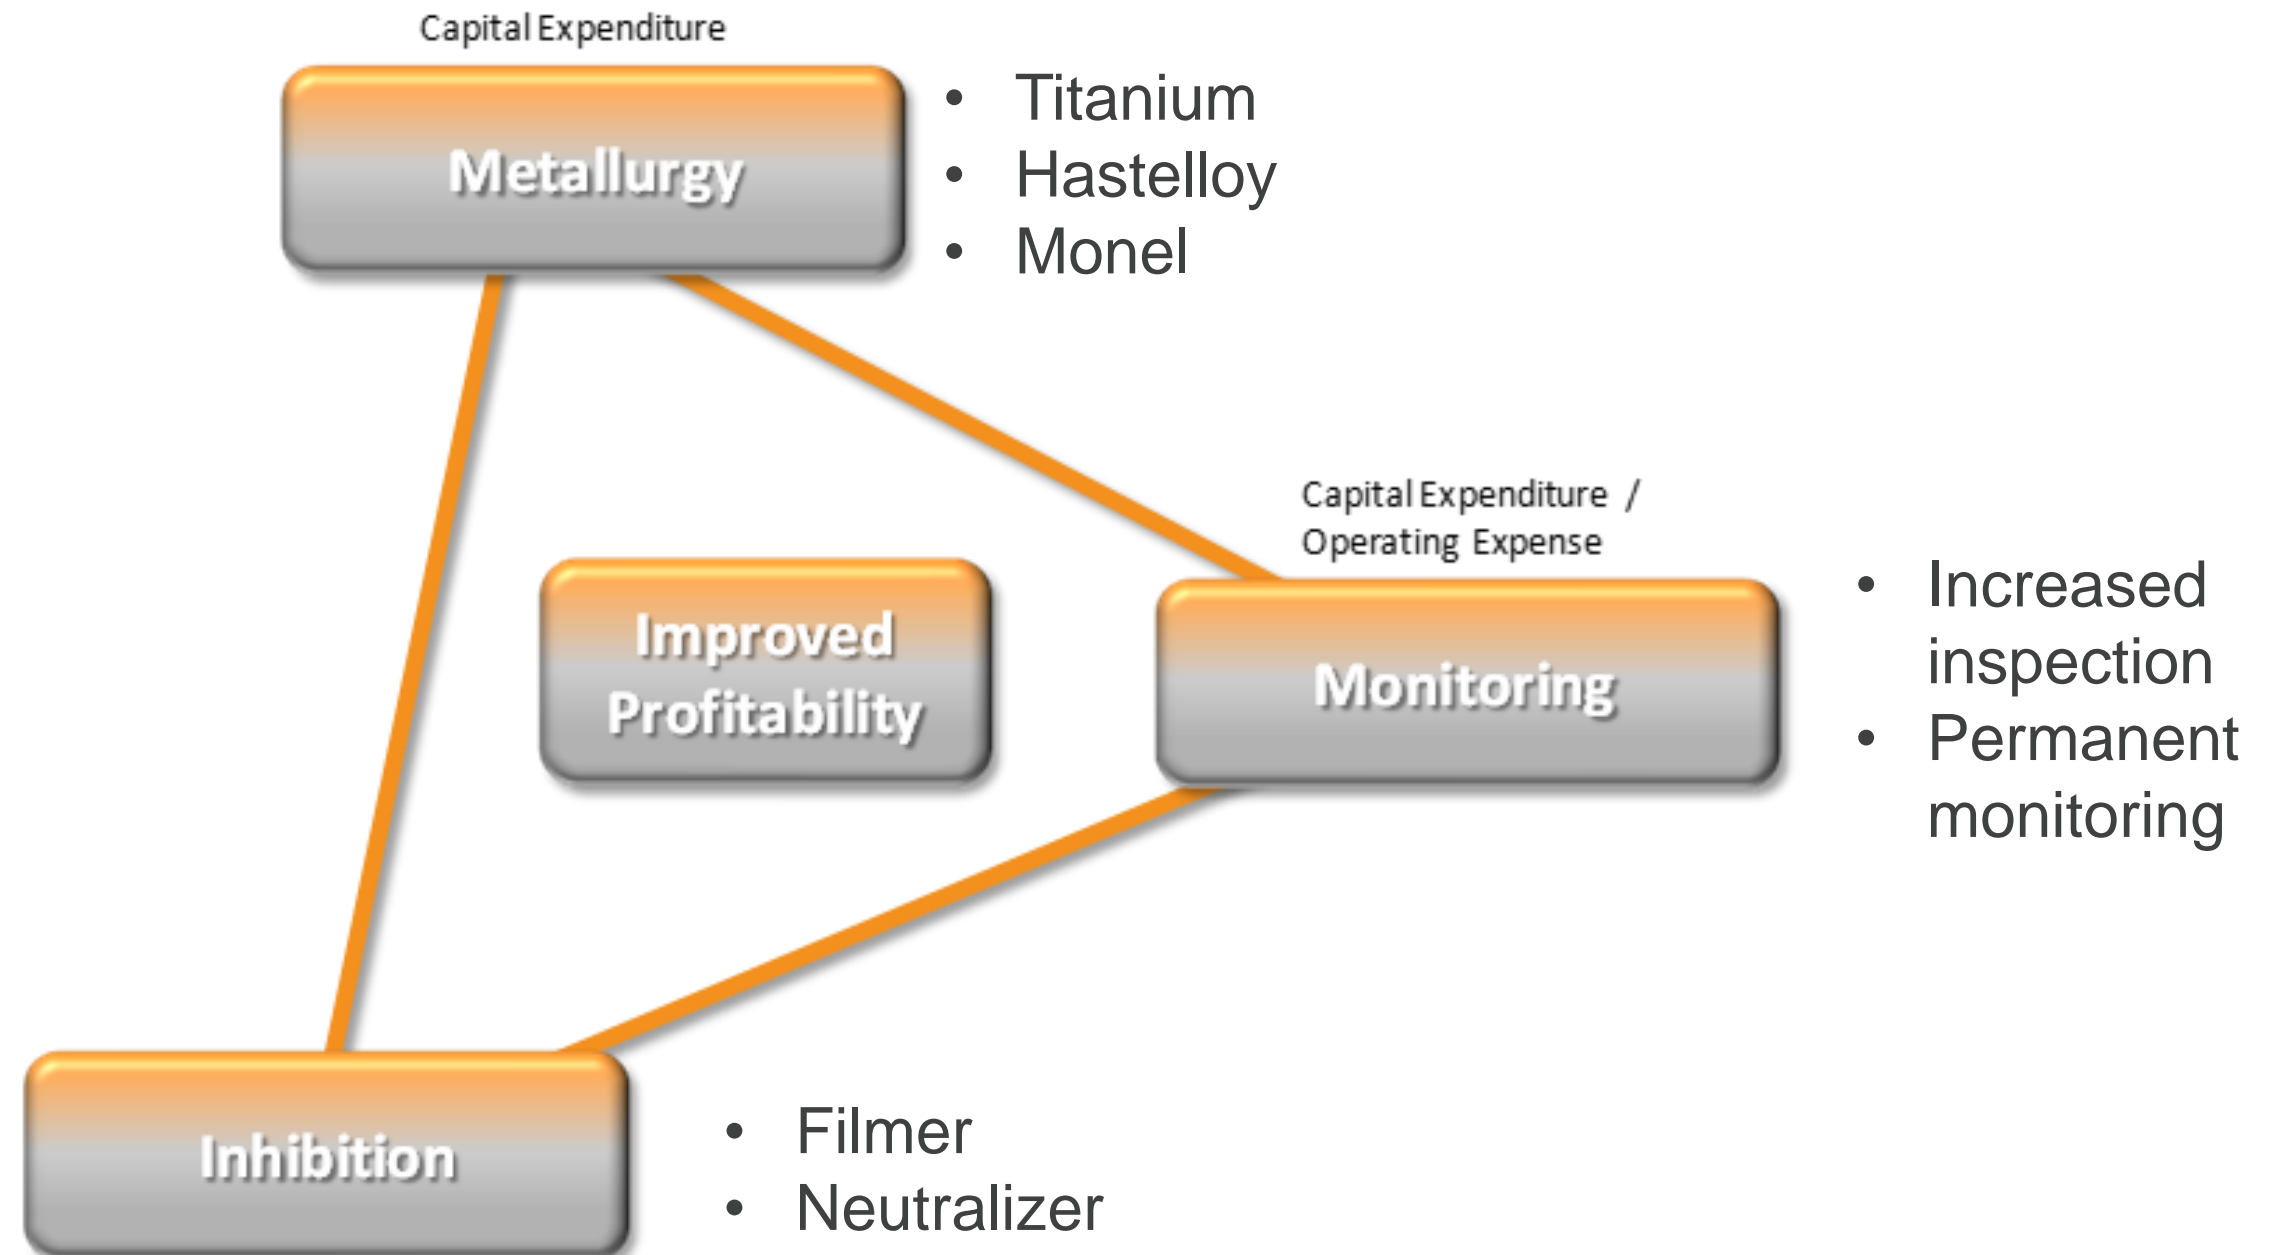 Capital Expenditure
Metallurgy
• Titanium
• Hastelloy
• Monel
Capital Expenditure /
Operating Expense
Improved
Profitability
Monitoring
• Increased
inspection
• Permanent
monitoring
Inhibition
• Filmer
• Neutralizer